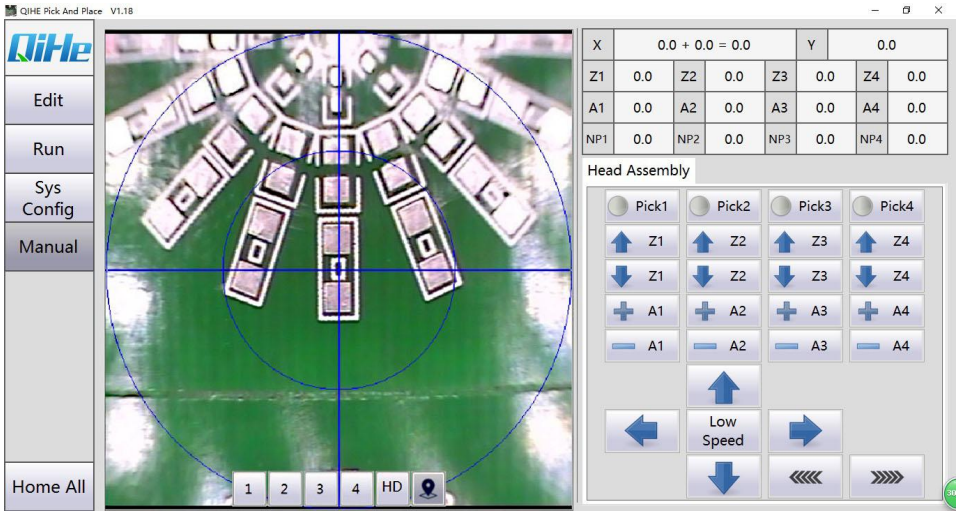 QIHE Pick And Place V1.18
QiHe
X 0.0 + 0.0 = 0.0 Y 0.0
Z1 0.0 Z2 0.0 Z3 0.0 Z4 0.0
A1 0.0 A2 0.0 A3 0.0 A4 0.0
NP1 0.0 NP2 0.0 NP3 0.0 NP4 0.0
Edit
Run
Sys
Config
Manual
Home All
1 2 3 4 HD
Head Assembly
Pick1 Pick2 Pick3 Pick4
Z1 Z2 Z3 Z4
Z1 Z2 Z3 Z4
A1 A2 A3 A4
A1 A2 A3 A4
Low
Speed